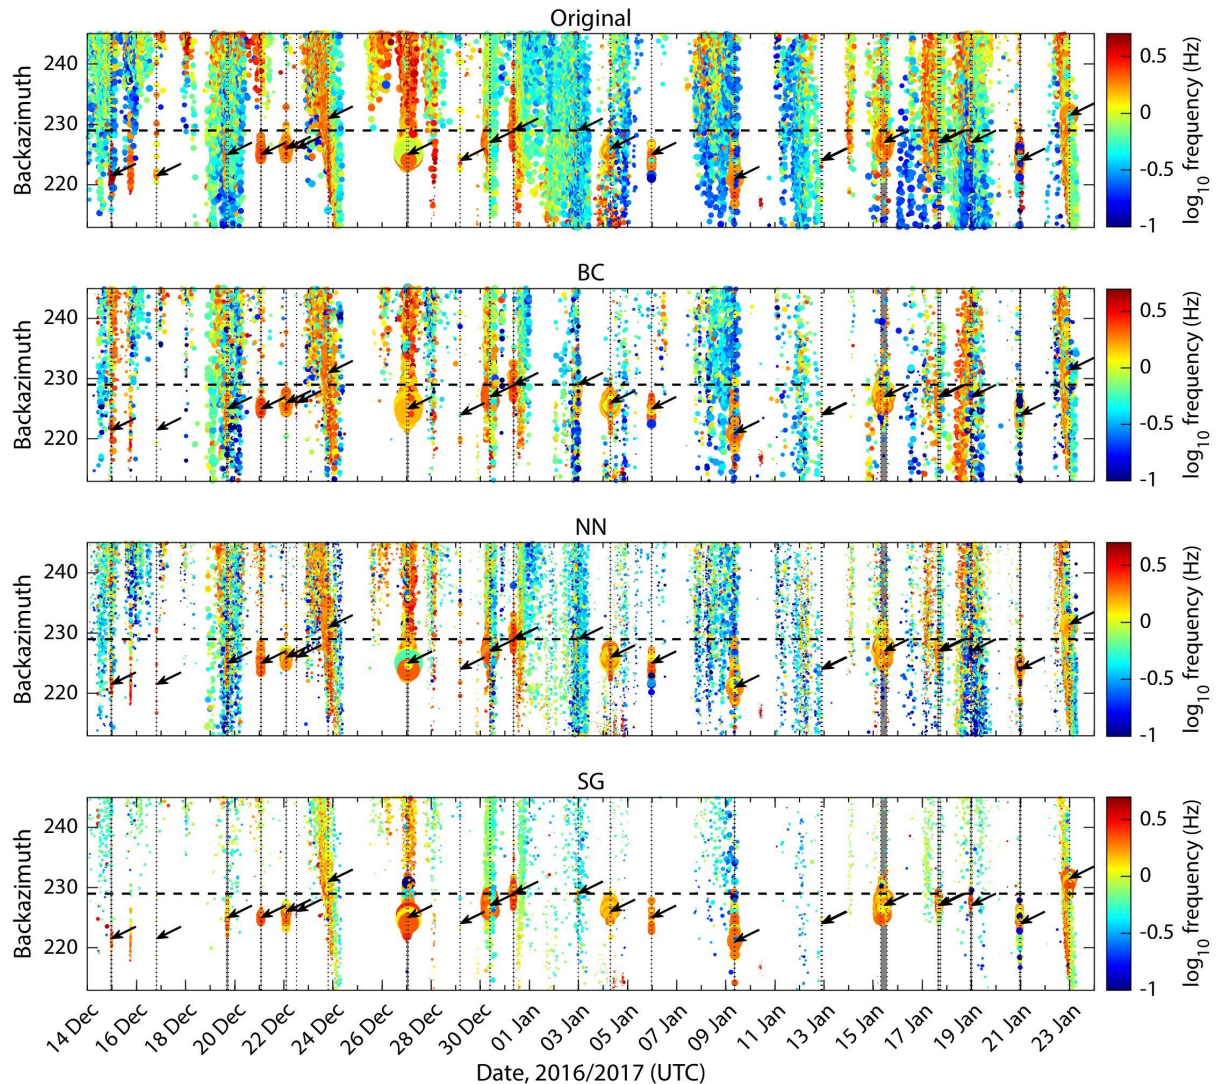 Original
Backazimuth
240
230
220
0.5
0
-0.5
-1
log10 frequency (Hz)
BC
Backazimuth
240
230
220
0.5
0
-0.5
-1
log10 frequency (Hz)
NN
Backazimuth
240
230
220
0.5
0
-0.5
-1
log10 frequency (Hz)
SG
Backazimuth
240
230
220
0.5
0
-0.5
-1
log10 frequency (Hz)
14 Dec 16 Dec 18 Dec 20 Dec 22 Dec 24 Dec 26 Dec 28 Dec 30 Dec 01 Jan 03 Jan 05 Jan 07 Jan 09 Jan 11 Jan 13 Jan 15 Jan 17 Jan 19 Jan 21 Jan 23 Jan
Date, 2016/2017 (UTC)